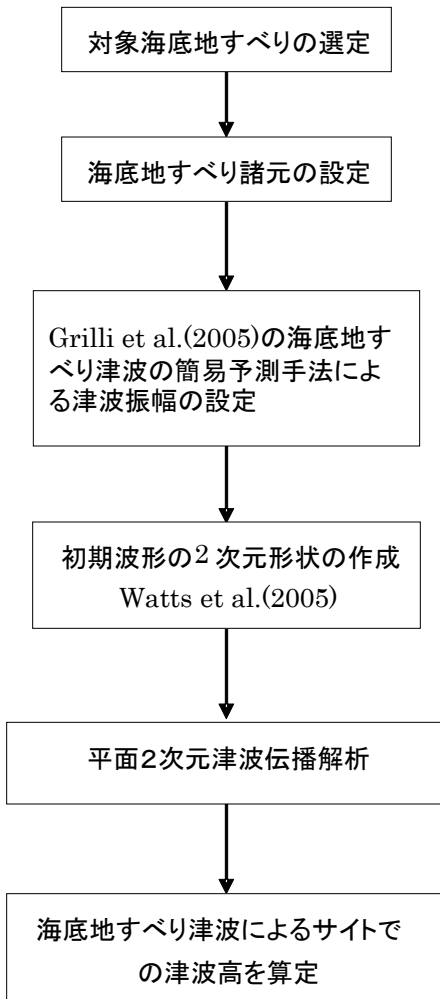 対象海底地すべりの選定
海底地すべり諸元の設定
Grilli et al.(2005)の海底地す
べり津波の簡易予測手法によ
る津波振幅の設定
初期波形の2次元形状の作成
Watts et al.(2005)
平面２次元津波伝播解析
海底地すべり津波によるサイトで
の津波高を算定